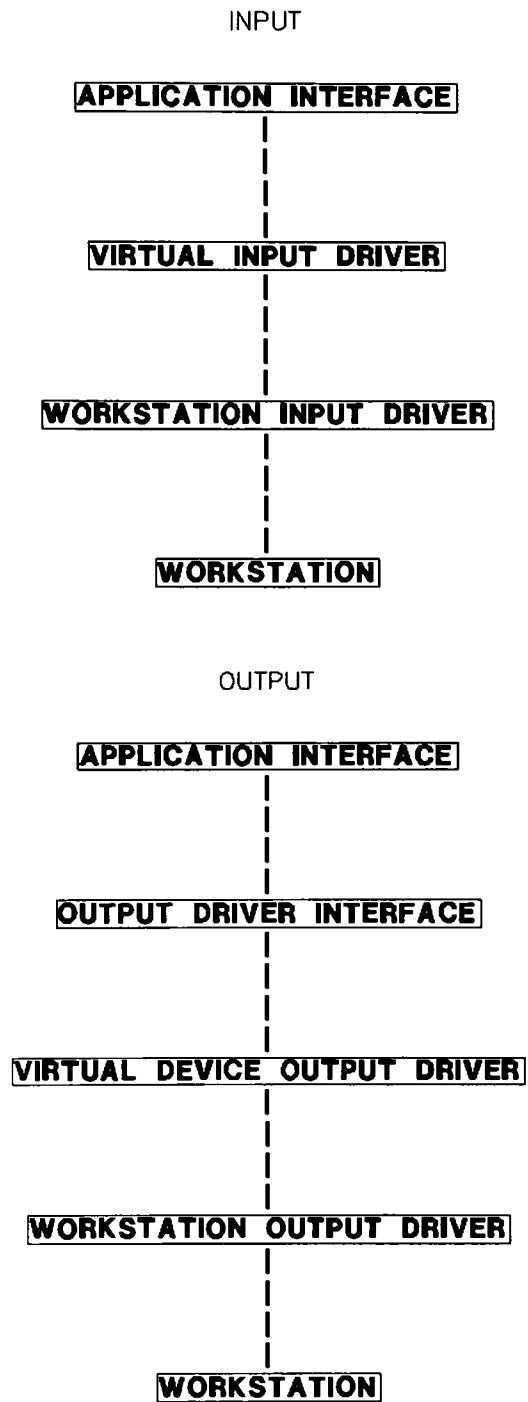 INPUT
APPLICATION INTERFACE
VIRTUAL INPUT DRIVER
WORKSTATION INPUT DRIVER
WORKSTATION
OUTPUT
APPLICATION INTERFACE
OUTPUT DRIVER INTERFACE
VIRTUAL DEVICE OUTPUT DRIVER
WORKSTATION OUTPUT DRIVER
WORKSTATION